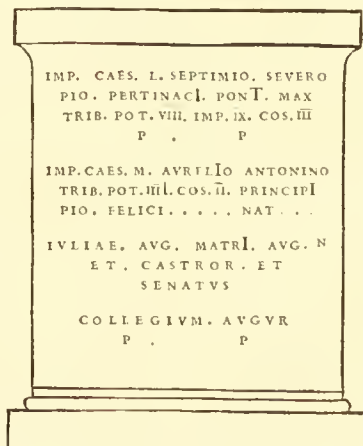 IMP. CAES. L. SEPTIMIO. SEVERO
PIO. PERTINACI. PONT. MAX
TRIB. POT. VIII. IMP. IX. COS. III
P . P
IMP. CAES. M. AVRELIO ANTONINO
TRIB. POT. IIII. COS. II. PRINCIPI
PIO. FELICI. . . . . NAT . . .
IVLIAE. AVG. MATRI. AVG. N
ET. CASTROR. ET
SENATVS
COLLEGIVM. AVGVR
P . P